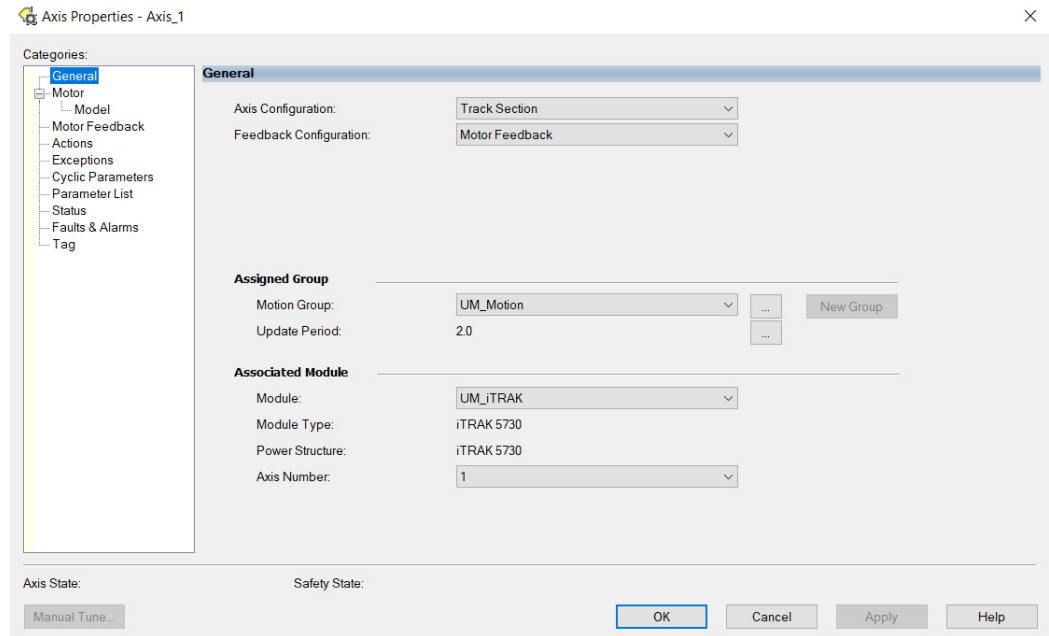 Axis Properties - Axis_1
Categories:
General
Motor
Model
Motor Feedback
Actions
Exceptions
Cyclic Parameters
Parameter List
Status
Faults & Alarms
Tag
General
Axis Configuration: Track Section
Feedback Configuration: Motor Feedback
Assigned Group
Motion Group: UM_Motion ... New Group
Update Period: 2.0 ...
Associated Module
Module: UM_iTRAK
Module Type: iTRAK 5730
Power Structure: iTRAK 5730
Axis Number: 1
Axis State: Safety State:
Manual Tune... OK Cancel Apply Help